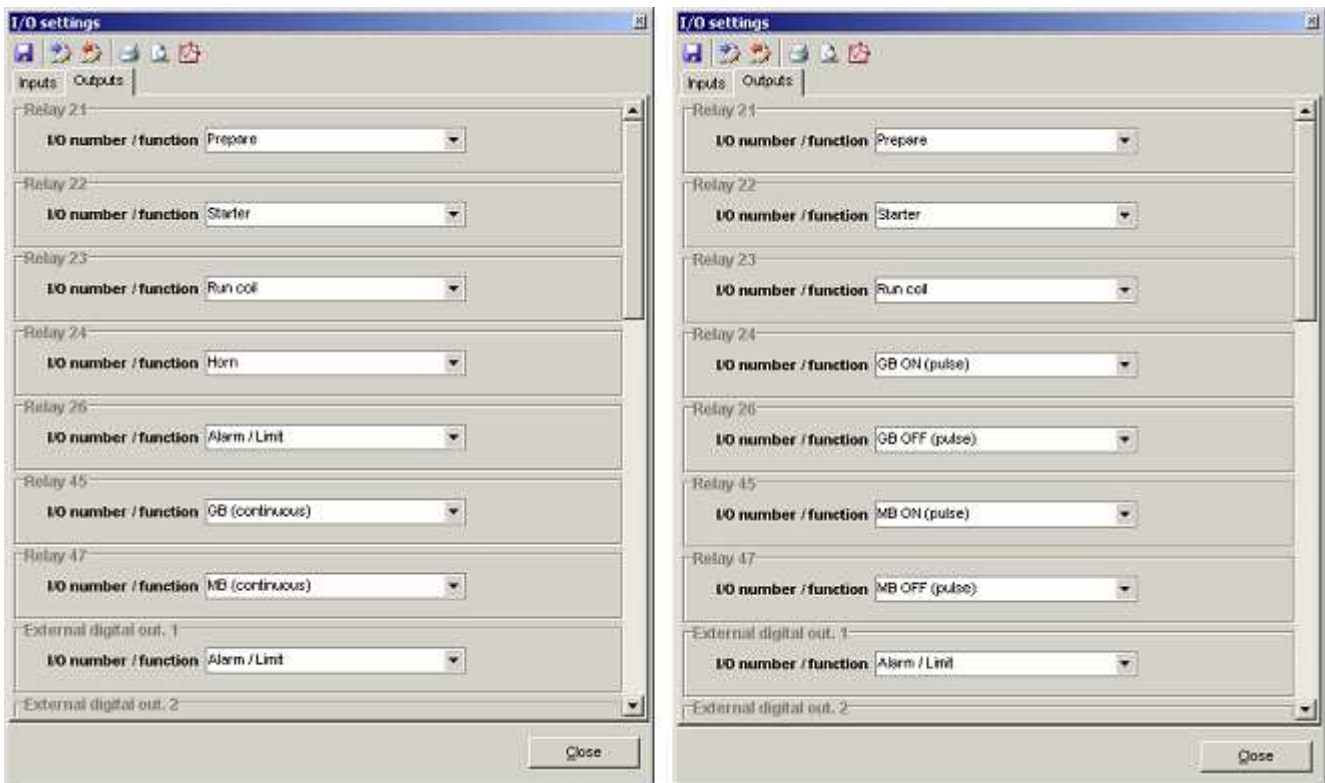 I/O settings
Inputs Outputs
Relay 21
I/O number / function Prepare
Relay 22
I/O number / function Starter
Relay 23
I/O number / function Run coil
Relay 24
I/O number / function Horn
Relay 26
I/O number / function Alarm / Limit
Relay 45
I/O number / function GB (continuous)
Relay 47
I/O number / function MB (continuous)
External digital out. 1
I/O number / function Alarm / Limit
External digital out. 2
Close
I/O settings
Inputs Outputs
Relay 21
I/O number / function Prepare
Relay 22
I/O number / function Starter
Relay 23
I/O number / function Run coil
Relay 24
I/O number / function GB ON (pulse)
Relay 26
I/O number / function GB OFF (pulse)
Relay 45
I/O number / function MB ON (pulse)
Relay 47
I/O number / function MB OFF (pulse)
External digital out. 1
I/O number / function Alarm / Limit
External digital out. 2
Close